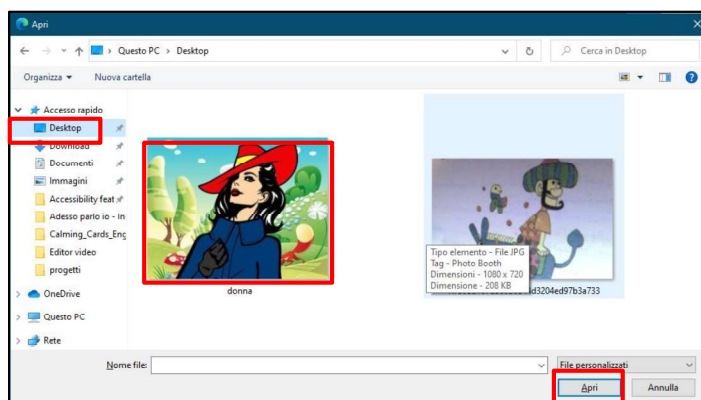 Apri
Questo PC > Desktop
Cerca in Desktop
Organizza
Nuova cartella
Accesso rapido
Desktop
Download
Documenti
Immagini
Accessibility feat
Adesso parlo io - In
Calming_Cards_Eng
Editor video
progetti
OneDrive
Questo PC
Rete
donna
Tipo elemento - File JPG
Tag - Photo Booth
Dimensioni - 1080 x 720
Dimensione - 208 KB
d3204ed97b3a733
Nome file:
File personalizzati
Apri
Annulla